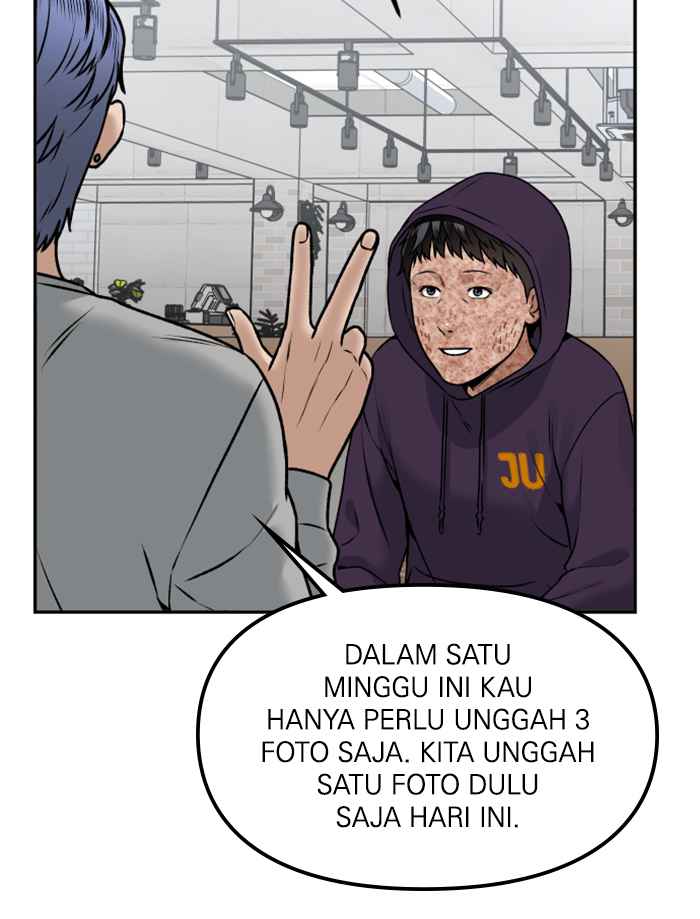 JU
DALAM SATU
MINGGU INI KAU
HANYA PERLU UNGGAH 3
FOTO SAJA. KITA UNGGAH
SATU FOTO DULU
SAJA HARI INI.